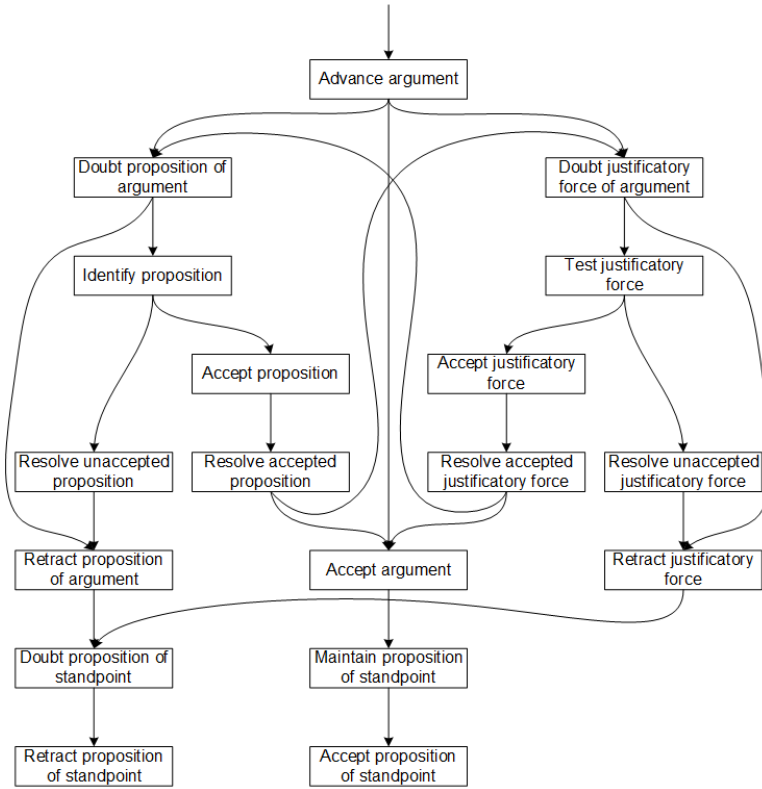 Advance argument
Doubt proposition of
argument
Doubt justificatory
force of argument
Identify proposition
Test justificatory
force
Accept proposition
Accept justificatory
force
Resolve unaccepted
proposition
Resolve accepted
proposition
Resolve accepted
justificatory force
Resolve unaccepted
justificatory force
Retract proposition
of argument
Accept argument
Retract justificatory
force
Doubt proposition of
standpoint
Maintain proposition
of standpoint
Retract proposition
of standpoint
Accept proposition
of standpoint